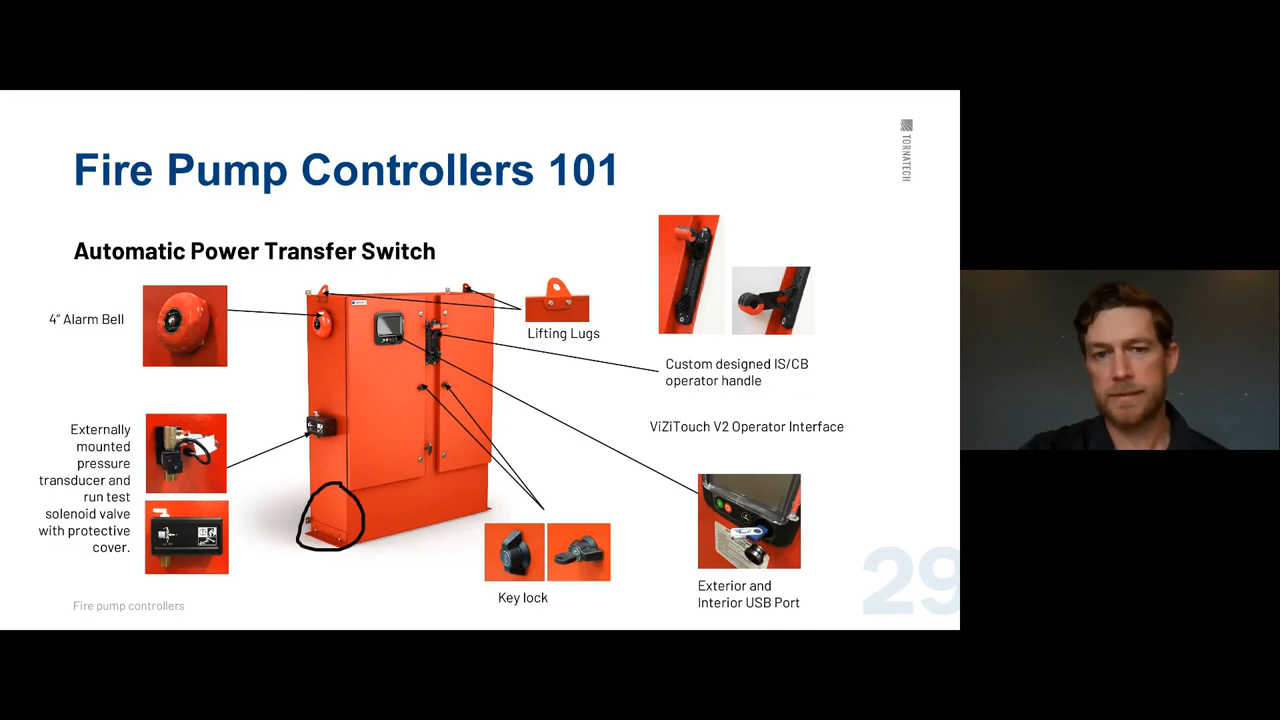 TORNATECH
Fire Pump Controllers 101
Automatic Power Transfer Switch
4” Alarm Bell
Lifting Lugs
Custom designed IS/CB
operator handle
ViZiTouch V2 Operator Interface
Externally
mounted
pressure
transducer and
run test
solenoid valve
with protective
cover.
Key lock
Exterior and
Interior USB Port
Fire pump controllers
29